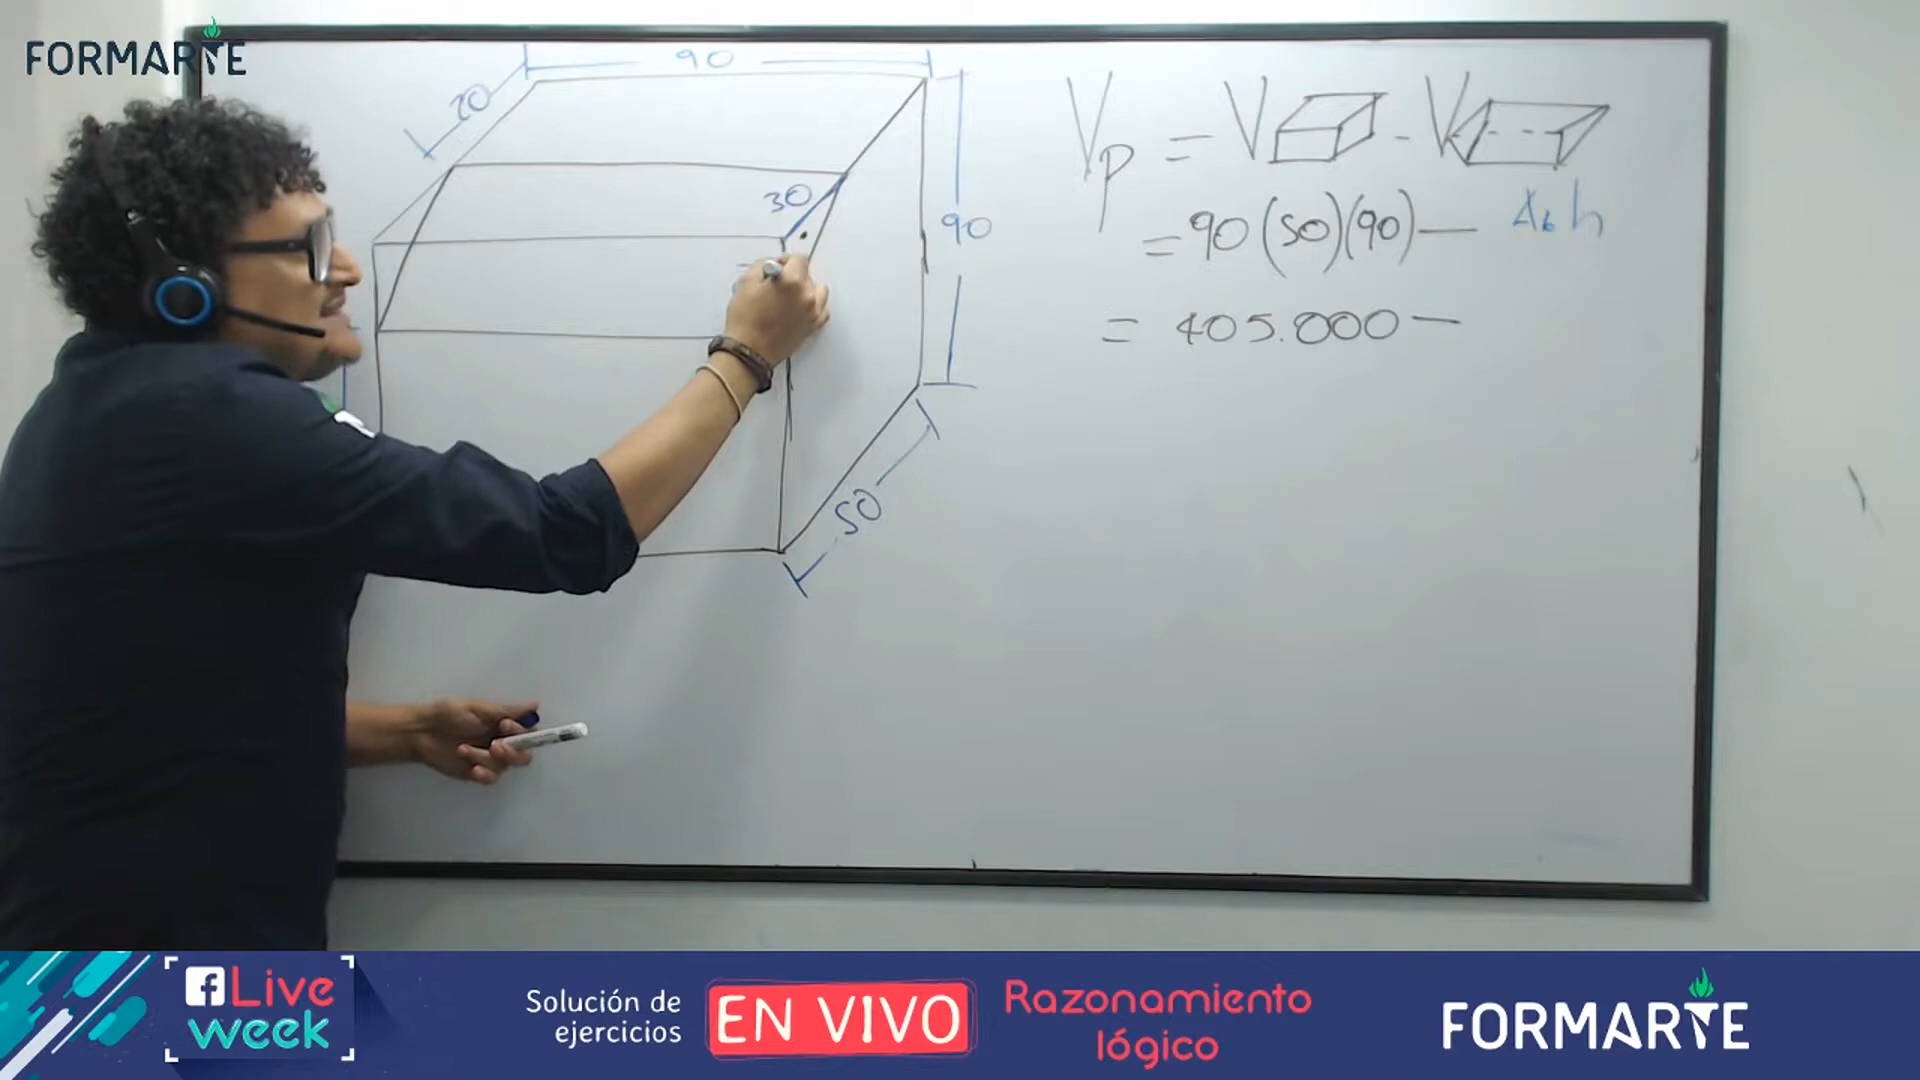 FORMARTE
90
20
30
90
50
Vp = V - V
= 90 (50)(90) — Ab h
= 405.000 —
Live
week
Solución de
ejercicios
EN VIVO
Razonamiento
lógico
FORMARTE